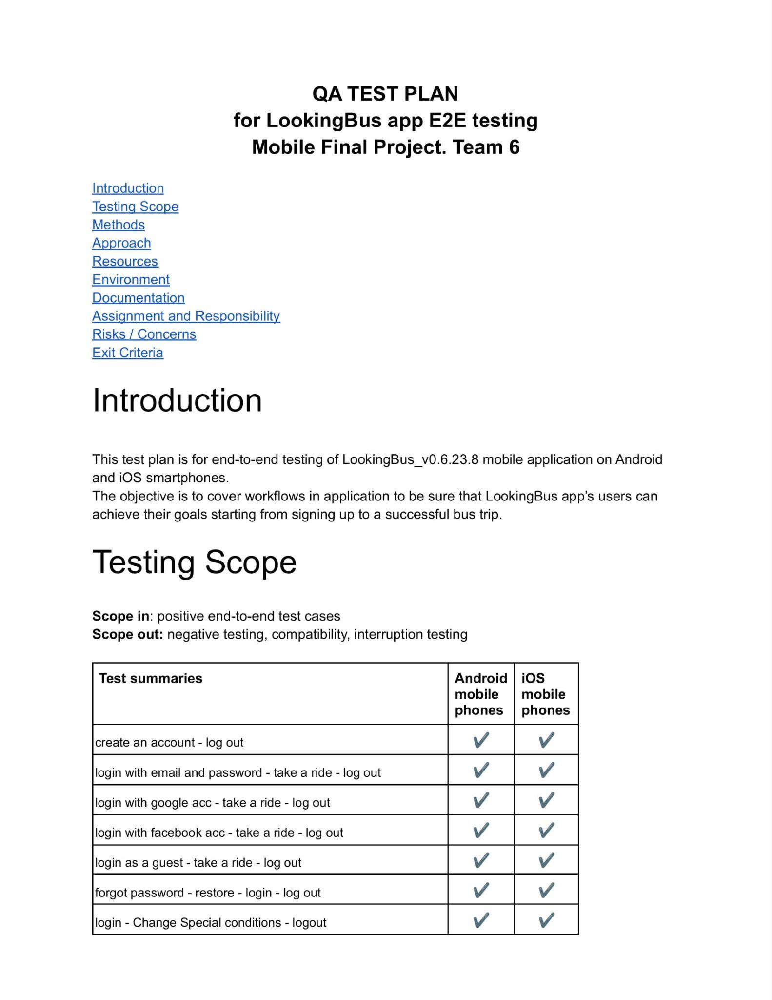 QA TEST PLAN
for LookingBus app E2E testing
Mobile Final Project. Team 6
Introduction
Testing Scope
Methods
Approach
Resources
Environment
Documentation
Assignment and Responsibility
Risks / Concerns
Exit Criteria
Introduction
This test plan is for end-to-end testing of LookingBus_v0.6.23.8 mobile application on Android
and iOS smartphones.
The objective is to cover workflows in application to be sure that LookingBus app’s users can
achieve their goals starting from signing up to a successful bus trip.
Testing Scope
Scope in: positive end-to-end test cases
Scope out: negative testing, compatibility, interruption testing
Test summaries
Android
mobile
phones
iOS
mobile
phones
create an account - log out ✔ ✔
login with email and password - take a ride - log out ✔ ✔
login with google acc - take a ride - log out ✔ ✔
login with facebook acc - take a ride - log out ✔ ✔
login as a guest - take a ride - log out ✔ ✔
forgot password - restore - login - log out ✔ ✔
login - Change Special conditions - logout ✔ ✔